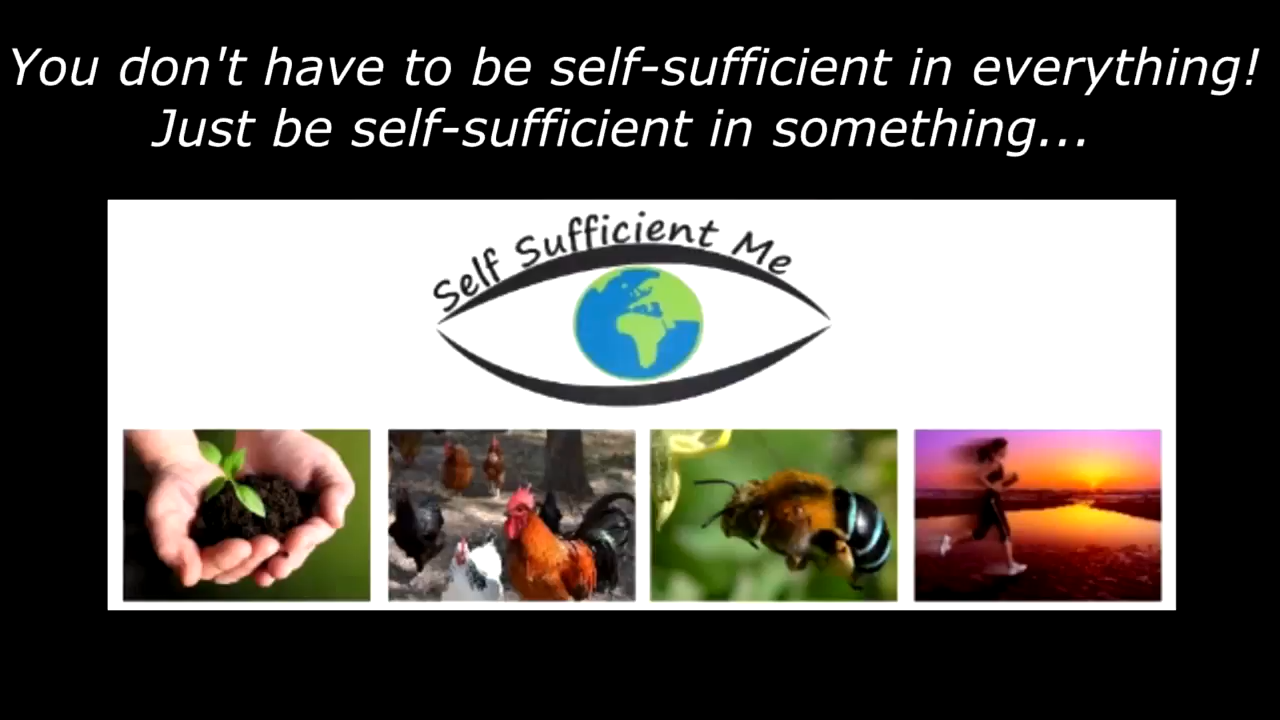 You don't have to be self-sufficient in everything!
Just be self-sufficient in something...
Self Sufficient Me